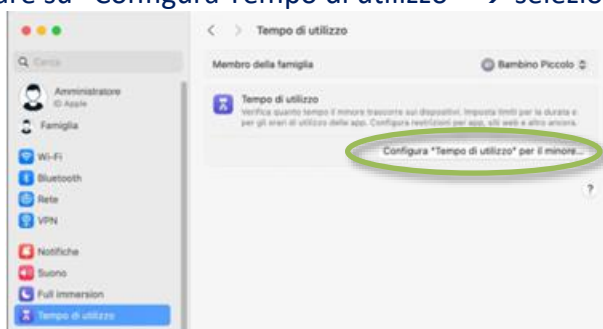 are su "Configura Tempo di utilizzo" → selezio
Tempo di utilizzo
Cerca
Membro della famiglia
Bambino Piccolo
Amministratore
ID Apple
Famiglia
Tempo di utilizzo
Verifica quanto tempo il minore trascorre sui dispositivi. Imposta limiti per la durata e
per gli orari di utilizzo delle app. Configura restrizioni per app, siti web e altro ancora.
Configura "Tempo di utilizzo" per il minore...
?
Wi-Fi
Bluetooth
Rete
VPN
Notifiche
Suono
Full immersion
Tempo di utilizzo